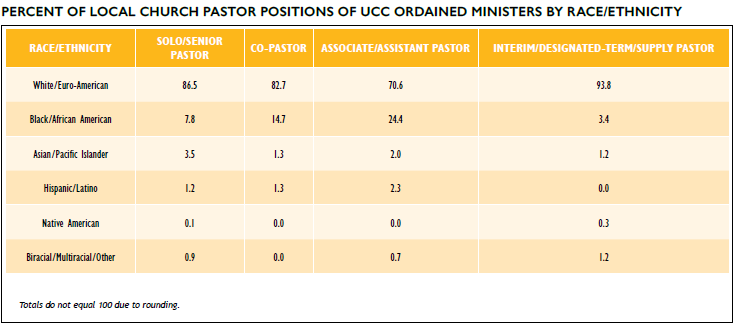 PERCENT OF LOCAL CHURCH PASTOR POSITIONS OF UCC ORDAINED MINISTERS BY RACE/ETHNICITY
RACE/ETHNICITY SOLO/SENIOR PASTOR CO-PASTOR ASSOCIATE/ASSISTANT PASTOR INTERIM/DESIGNATED-TERM/SUPPLY PASTOR
White/Euro-American 86.5 82.7 70.6 93.8
Black/African American 7.8 14.7 24.4 3.4
Asian/Pacific Islander 3.5 1.3 2.0 1.2
Hispanic/Latino 1.2 1.3 2.3 0.0
Native American 0.1 0.0 0.0 0.3
Biracial/Multiracial/Other 0.9 0.0 0.7 1.2
Totals do not equal 100 due to rounding.